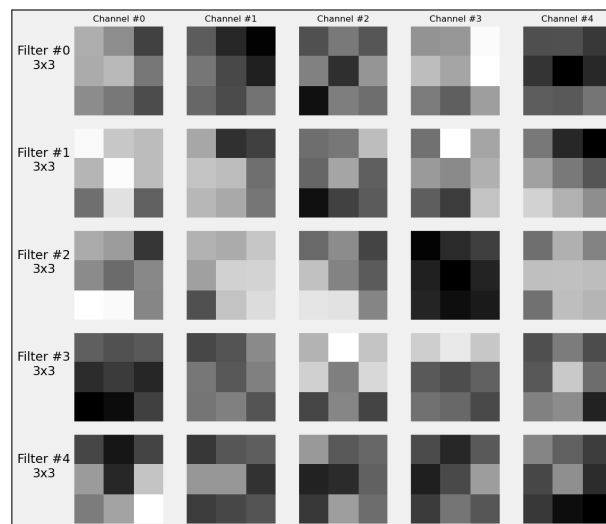 Channel #0 Channel #1 Channel #2 Channel #3 Channel #4
Filter #0
3x3
Filter #1
3x3
Filter #2
3x3
Filter #3
3x3
Filter #4
3x3